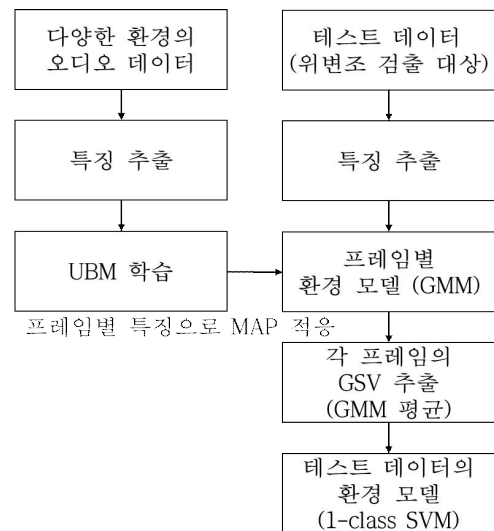 다양한 환경의
오디오 데이터
특징 추출
UBM 학습
프레임별 특징으로 MAP 적응
테스트 데이터
(위변조 검출 대상)
특징 추출
프레임별
환경 모델 (GMM)
각 프레임의
GSV 추출
(GMM 평균)
테스트 데이터의
환경 모델
(1-class SVM)